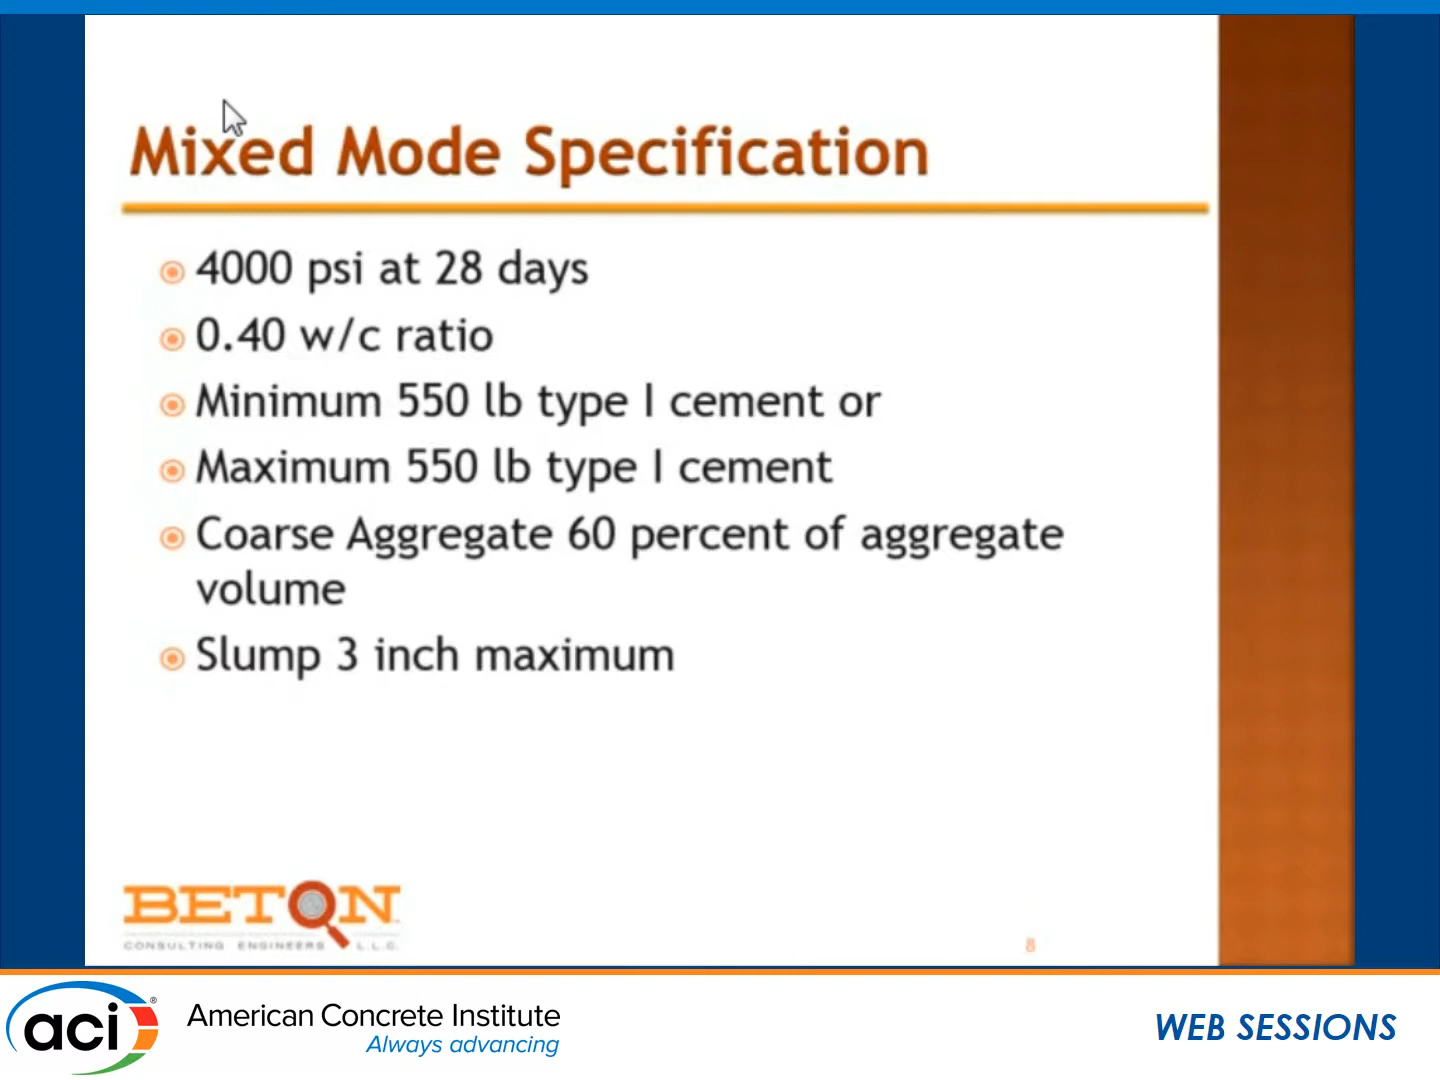 Mixed Mode Specification
4000 psi at 28 days
0.40 w/c ratio
Minimum 550 lb type I cement or
Maximum 550 lb type I cement
Coarse Aggregate 60 percent of aggregate
volume
Slump 3 inch maximum
BETON
CONSULTING ENGINEERS L.L.C.
8
aci®
American Concrete Institute
Always advancing
WEB SESSIONS